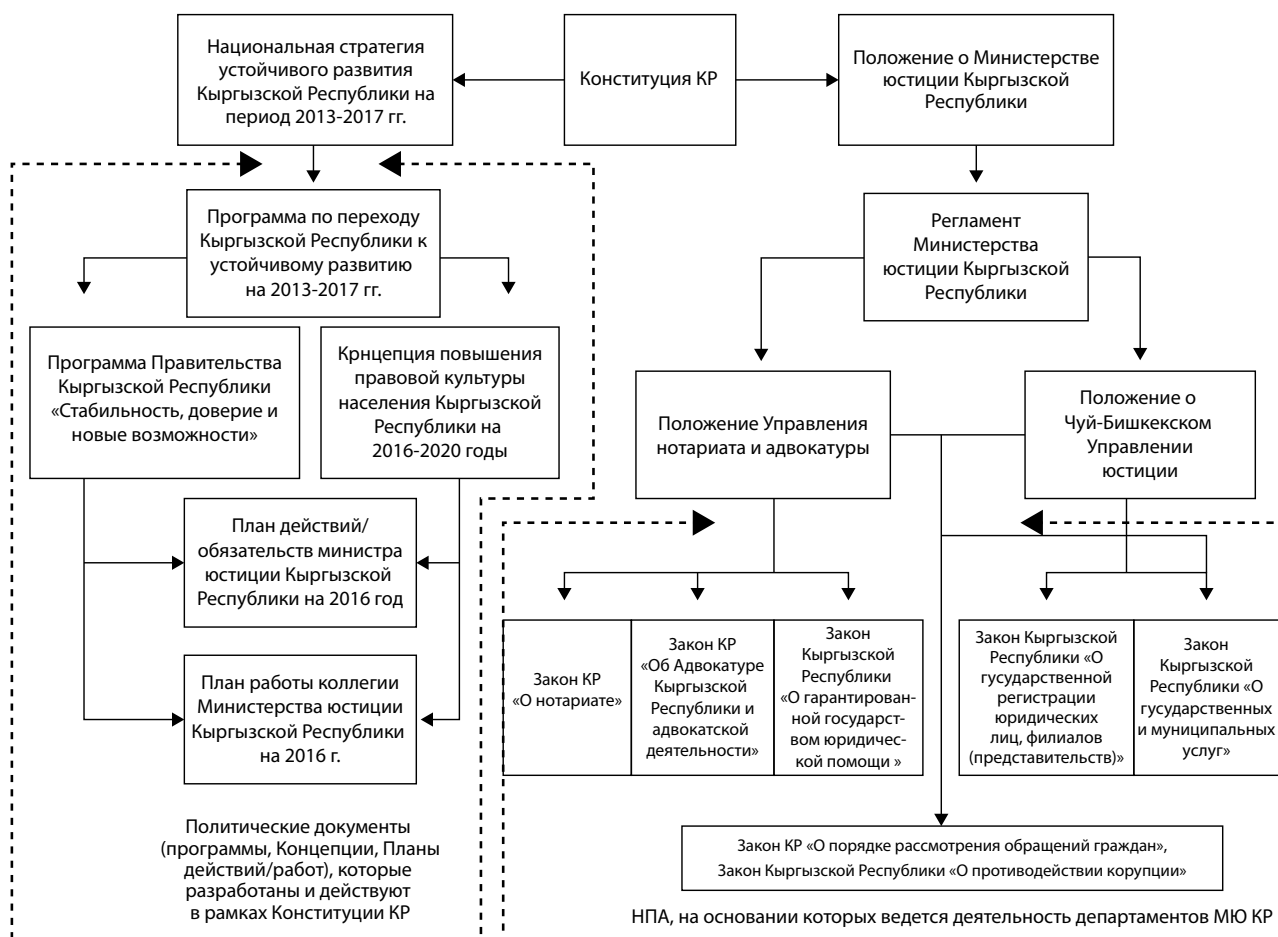 Национальная стратегия
устойчивого развития
Кыргызской Республики на
период 2013-2017 гг.
Конституция КР
Положение о Министерстве
юстиции Кыргызской
Республики
Программа по переходу
Кыргызской Республики к
устойчивому развитию
на 2013-2017 гг.
Регламент
Министерства
юстиции Кыргызской
Республики
Программа Правительства
Кыргызской Республики
«Стабильность, доверие и
новые возможности»
Крнцепция повышения
правовой культуры
населения Кыргызской
Республики на
2016-2020 годы
Положение Управления
нотариата и адвокатуры
Положение о
Чуй-Бишкекском
Управлении
юстиции
План действий/
обязательств министра
юстиции Кыргызской
Республики на 2016 год
План работы коллегии
Министерства юстиции
Кыргызской Республики
на 2016 г.
Закон КР
«О нотариате»
Закон КР
«Об Адвокатуре
Кыргызской
Республики и
адвокатской
деятельности»
Закон
Кыргызской
Республики
«О гарантирован-
ной государст-
вом юридичес-
кой помощи »
Закон Кыргызской
Республики «О
государственной
регистрации
юридических
лиц, филиалов
(представительств)»
Закон
Кыргызской
Республики «О
государственных
и муниципальных
услуг»
Политические документы
(программы, Концепции, Планы
действий/работ), которые
разработаны и действуют
в рамках Конституции КР
Закон КР «О порядке рассмотрения обращений граждан»,
Закон Кыргызской Республики «О противодействии корупции»
НПА, на основании которых ведется деятельность департаментов МЮ КР